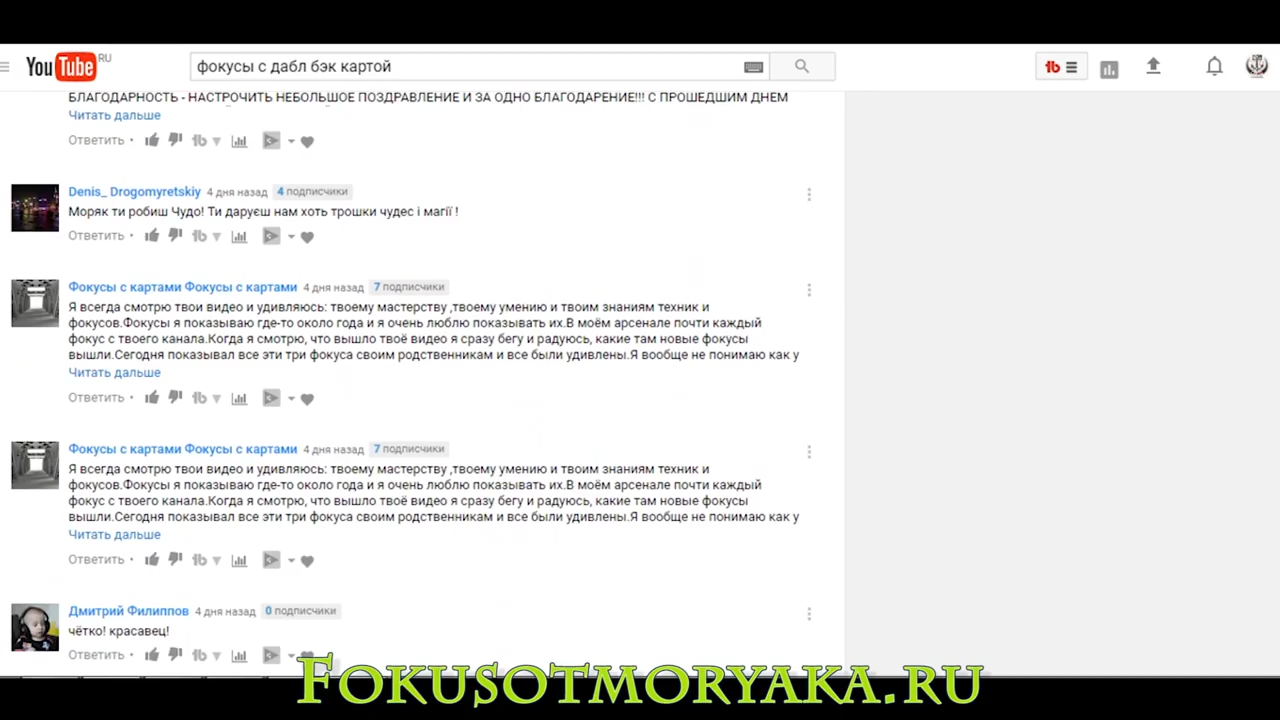 YouTube RU
фокусы с дабл бэк картой
БЛАГОДАРНОСТЬ - НАСТРОЧИТЬ НЕБОЛЬШОЕ ПОЗДРАВЛЕНИЕ И ЗА ОДНО БЛАГОДАРЕНИЕ!!! С ПРОШЕДШИМ ДНЕМ
Читать дальше
Ответить •
Denis_ Drogomyretskiy 4 дня назад 4 подписчики
Моряк ти робиш Чудо! Ти даруєш нам хоть трошки чудес і магії !
Ответить •
Фокусы с картами Фокусы с картами 4 дня назад 7 подписчики
Я всегда смотрю твои видео и удивляюсь: твоему мастерству ,твоему умению и твоим знаниям техник и
фокусов.Фокусы я показываю где-то около года и я очень люблю показывать их.В моём арсенале почти каждый
фокус с твоего канала.Когда я смотрю, что вышло твоё видео я сразу бегу и радуюсь, какие там новые фокусы
вышли.Сегодня показывал все эти три фокуса своим родственникам и все были удивлены.Я вообще не понимаю как у
Читать дальше
Ответить •
Фокусы с картами Фокусы с картами 4 дня назад 7 подписчики
Я всегда смотрю твои видео и удивляюсь: твоему мастерству ,твоему умению и твоим знаниям техник и
фокусов.Фокусы я показываю где-то около года и я очень люблю показывать их.В моём арсенале почти каждый
фокус с твоего канала.Когда я смотрю, что вышло твоё видео я сразу бегу и радуюсь, какие там новые фокусы
вышли.Сегодня показывал все эти три фокуса своим родственникам и все были удивлены.Я вообще не понимаю как у
Читать дальше
Ответить •
Дмитрий Филиппов 4 дня назад 0 подписчики
чётко! красавец!
Ответить •
Fokusotmoryaka.ru